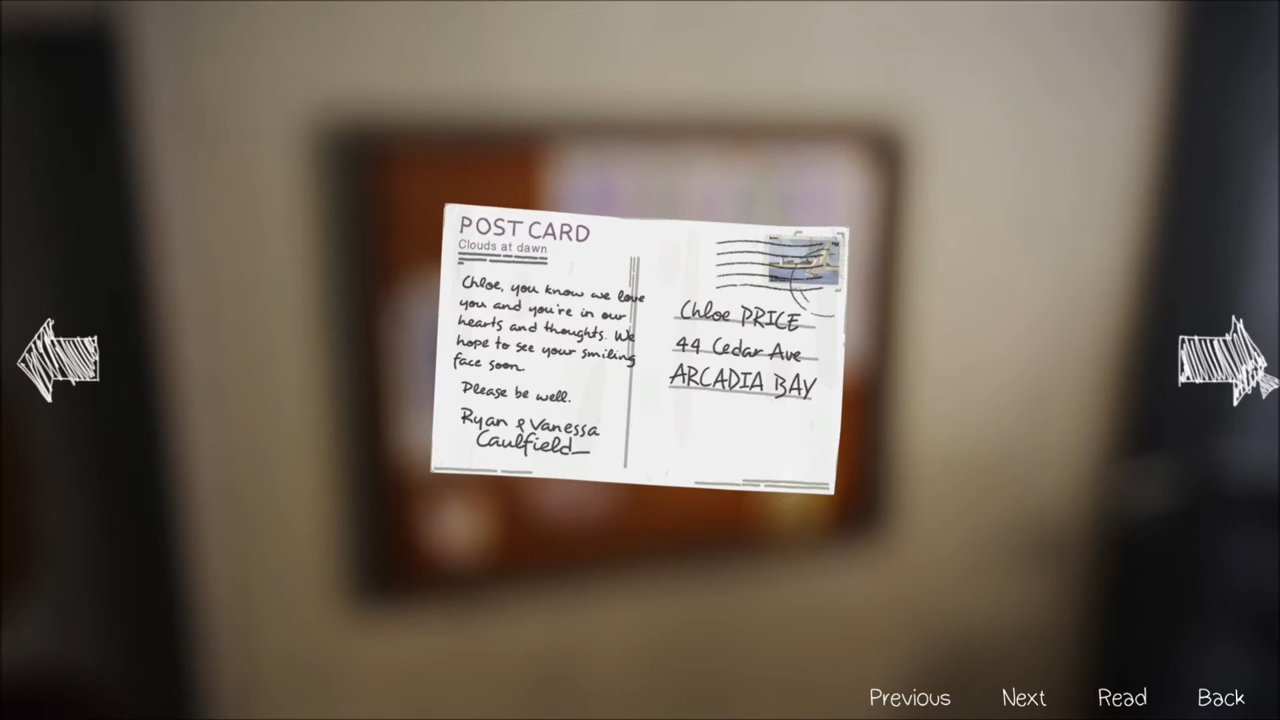 POST CARD
Clouds at dawn
Chloe, you know we love
you and you're in our
hearts and thoughts. We
hope to see your smiling
face soon.
Please be well.
Ryan & Vanessa
Caulfield
Chloe PRICE
44 Cedar Ave
ARCADIA BAY
Previous
Next
Read
Back